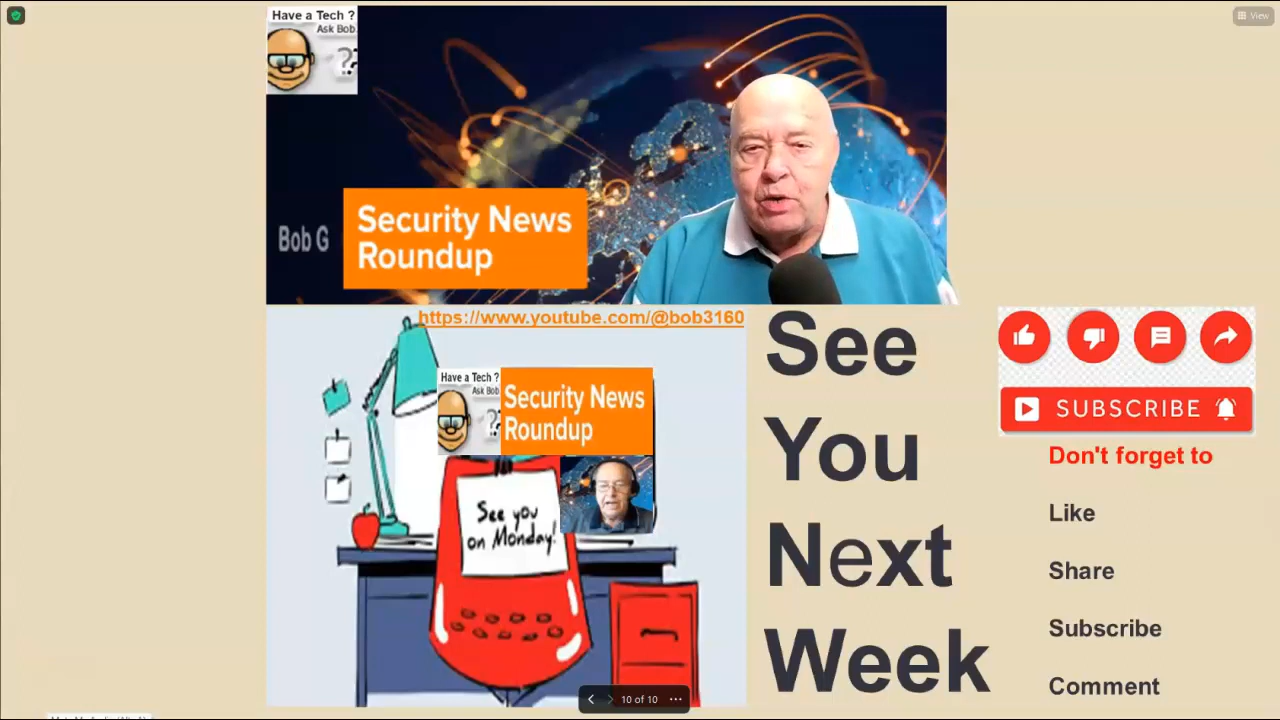 View
Have a Tech ?
Ask Bob.
??
Bob G
Security News
Roundup
https://www.youtube.com/@bob3160
Have a Tech ?
Ask Bob
??
Security News
Roundup
See you
on Monday!
See
You
Next
Week
SUBSCRIBE
Don't forget to
Like
Share
Subscribe
Comment
10 of 10